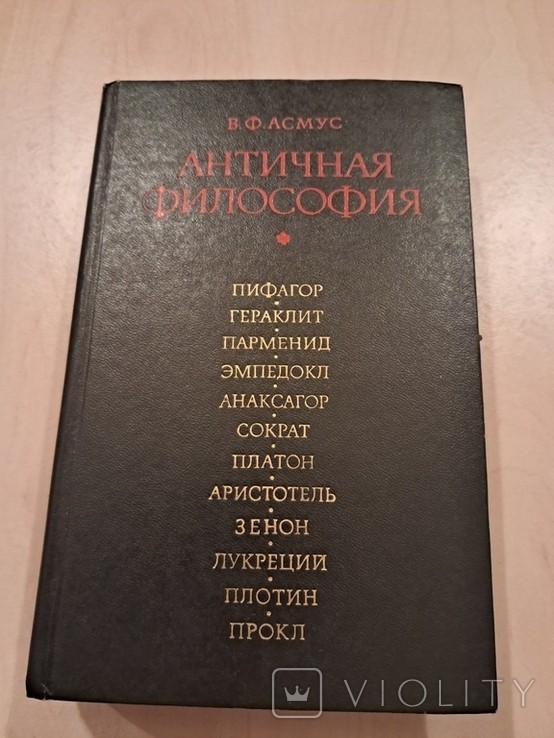 В. Ф. АСМУС
АНТИЧНАЯ
ФИЛОСОФИЯ
ПИФАГОР
ГЕРАКЛИТ
ПАРМЕНИД
ЭМПЕДОКЛ
АНАКСАГОР
СОКРАТ
ПЛАТОН
АРИСТОТЕЛЬ
ЗЕНОН
ЛУКРЕЦИЙ
ПЛОТИН
ПРОКЛ
VIOLITY